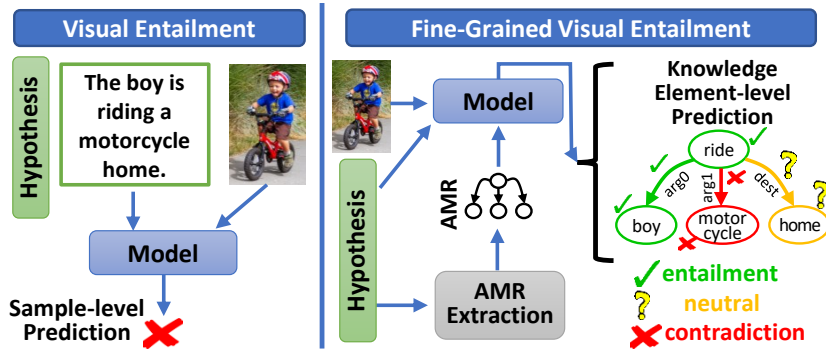 Visual Entailment
Hypothesis
The boy is
riding a
motorcycle
home.
Model
Sample-level
Prediction
Fine-Grained Visual Entailment
Hypothesis
Model
AMR
AMR
Extraction
Knowledge
Element-level
Prediction
ride
arg0
arg1
dest
boy
motor
cycle
home
entailment
neutral
contradiction